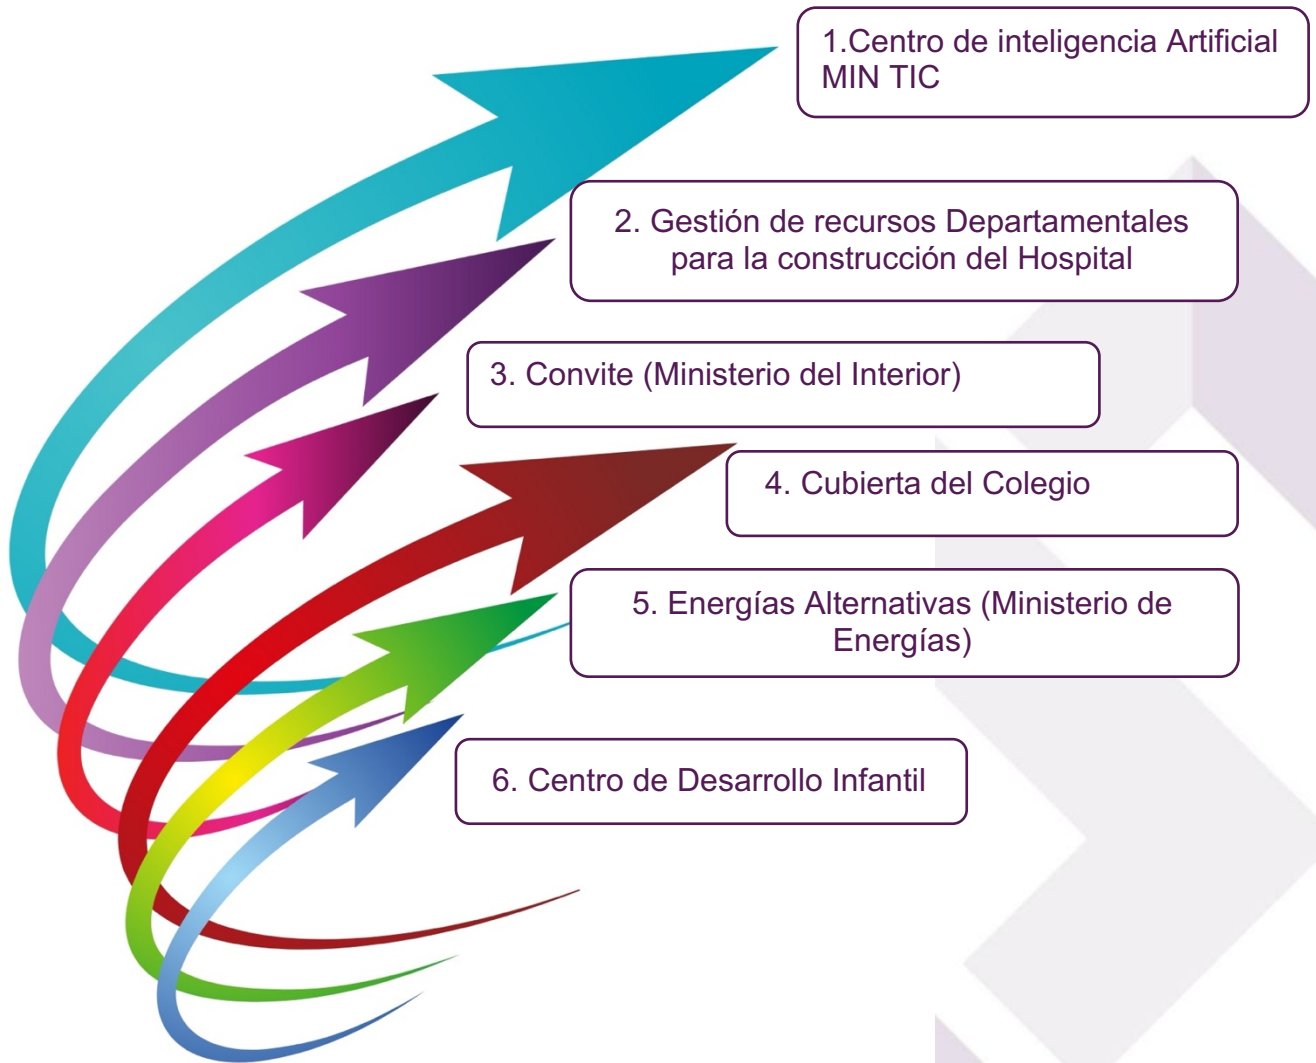 1.Centro de inteligencia Artificial
MIN TIC
2. Gestión de recursos Departamentales
para la construcción del Hospital
3. Convite (Ministerio del Interior)
4. Cubierta del Colegio
5. Energías Alternativas (Ministerio de
Energías)
6. Centro de Desarrollo Infantil